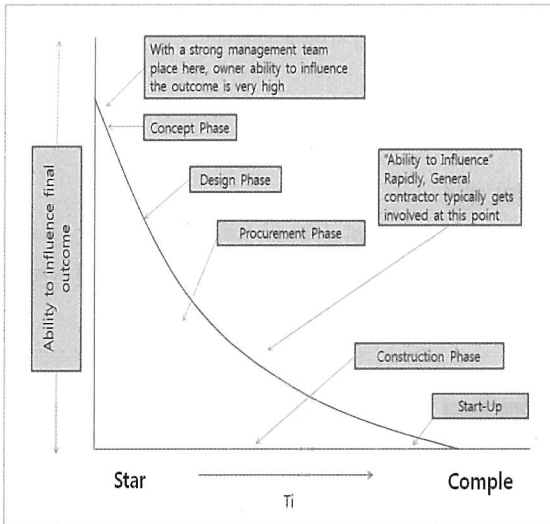 With a strong management team
place here, owner ability to influence
the outcome is very high
Concept Phase
Design Phase
"Ability to Influence"
Rapidly, General
contractor typically gets
involved at this point
Procurement Phase
Ability to influence final
outcome
Construction Phase
Start-Up
Star
Comple
Ti